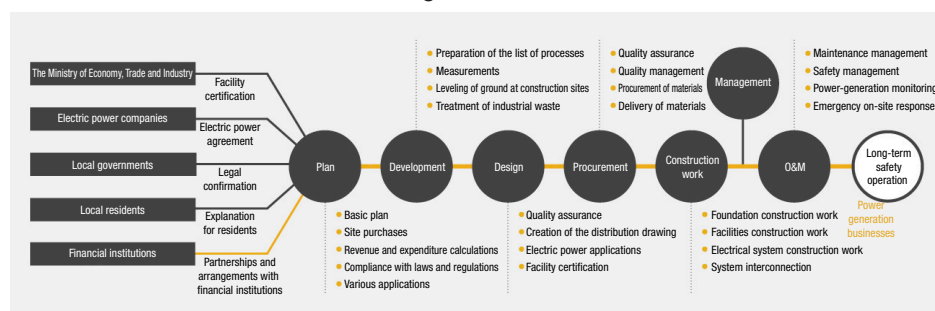 The Ministry of Economy, Trade and Industry
Facility
certification
Electric power companies
Electric power
agreement
Local governments
Legal
confirmation
Local residents
Explanation
for residents
Financial institutions
Partnerships and
arrangements with
financial institutions
Plan
Basic plan
Site purchases
Revenue and expenditure calculations
Compliance with laws and regulations
Various applications
Development
Preparation of the list of processes
Measurements
Leveling of ground at construction sites
Treatment of industrial waste
Design
Quality assurance
Creation of the distribution drawing
Electric power applications
Facility certification
Procurement
Quality assurance
Quality management
Procurement of materials
Delivery of materials
Construction
work
Foundation construction work
Facilities construction work
Electrical system construction work
System interconnection
Management
O&M
Maintenance management
Safety management
Power-generation monitoring
Emergency on-site response
Long-term
safety
operation
Power
generation
businesses